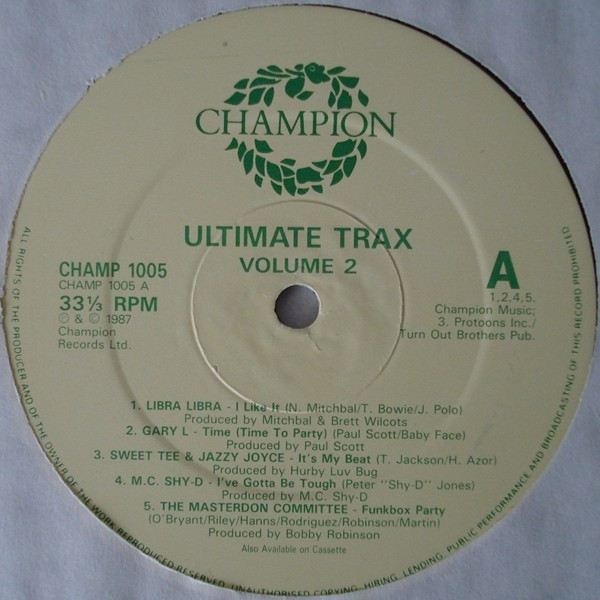 CHAMPION
ULTIMATE TRAX
VOLUME 2
CHAMP 1005
CHAMP 1005 A
33⅓ RPM
℗ & © 1987
Champion
Records Ltd.
A
1,2,4,5.
Champion Music;
3. Protoons Inc./
Turn Out Brothers Pub.
1. LIBRA LIBRA - I Like It (N. Mitchbal/T. Bowie/J. Polo)
Produced by Mitchbal & Brett Wilcots
2. GARY L - Time (Time To Party) (Paul Scott/Baby Face)
Produced by Paul Scott
3. SWEET TEE & JAZZY JOYCE - It's My Beat (T. Jackson/H. Azor)
Produced by Hurby Luv Bug
4. M.C. SHY-D - I've Gotta Be Tough (Peter "Shy-D" Jones)
Produced by M.C. Shy-D
5. THE MASTERDON COMMITTEE - Funkbox Party
(O'Bryant/Riley/Hanns/Rodriguez/Robinson/Martin)
Produced by Bobby Robinson
Also Available on Cassette
ALL RIGHTS OF THE PRODUCER AND OF THE OWNER OF THE WORK REPRODUCED RESERVED. UNAUTHORISED COPYING, HIRING, LENDING, PUBLIC PERFORMANCE AND BROADCASTING OF THIS RECORD PROHIBITED